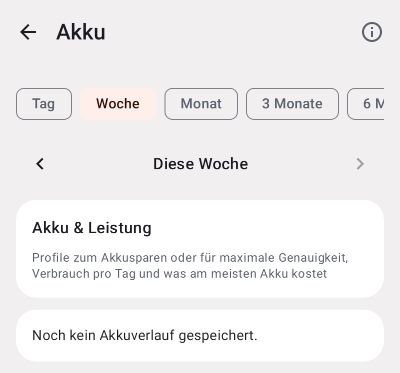 Akku
Tag
Woche
Monat
3 Monate
6 M
Diese Woche
Akku & Leistung
Profile zum Akkusparen oder für maximale Genauigkeit,
Verbrauch pro Tag und was am meisten Akku kostet
Noch kein Akkuverlauf gespeichert.